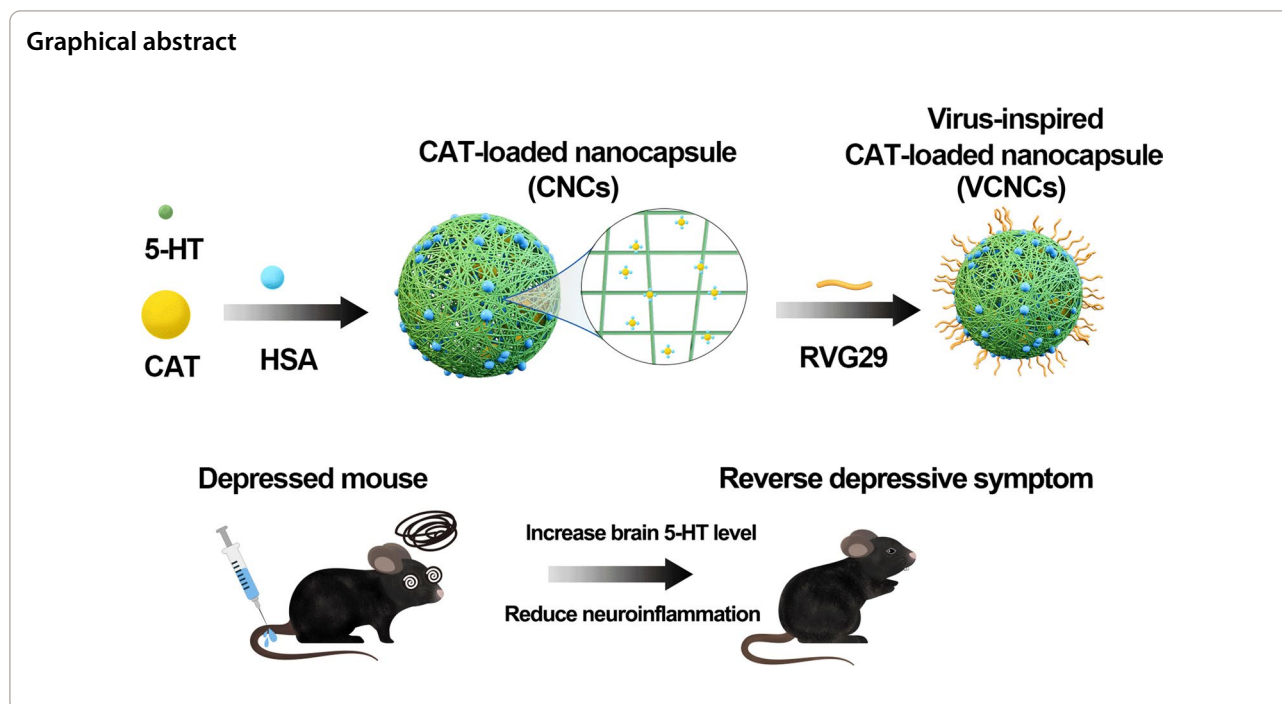 Graphical abstract
Virus-inspired
CAT-loaded nanocapsule
(VCNCs)
CAT-loaded nanocapsule
(CNCs)
5-HT
CAT
HSA
RVG29
Depressed mouse
Reverse depressive symptom
Increase brain 5-HT level
Reduce neuroinflammation